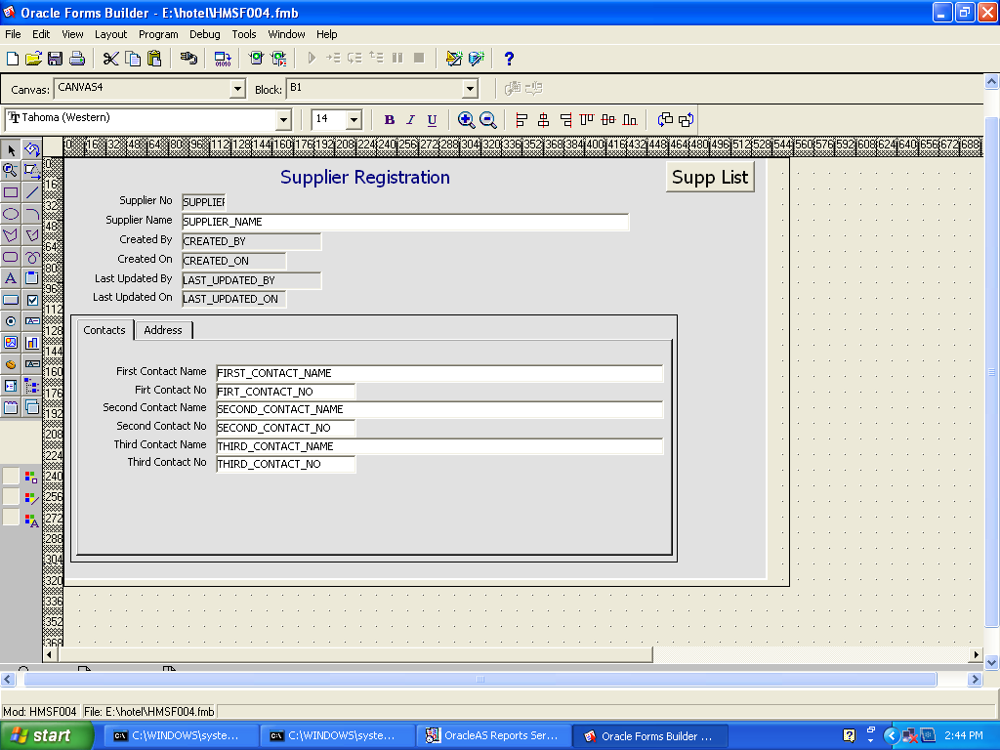 Oracle Forms Builder - E:\hotel\HMSF004.fmb
File Edit View Layout Program Debug Tools Window Help
Canvas: CANVAS4 Block: B1
Tahoma (Western) 14 B I U
Supplier Registration
Supp List
Supplier No SUPPLIE
Supplier Name SUPPLIER_NAME
Created By CREATED_BY
Created On CREATED_ON
Last Updated By LAST_UPDATED_BY
Last Updated On LAST_UPDATED_ON
Contacts Address
First Contact Name FIRST_CONTACT_NAME
Firt Contact No FIRT_CONTACT_NO
Second Contact Name SECOND_CONTACT_NAME
Second Contact No SECOND_CONTACT_NO
Third Contact Name THIRD_CONTACT_NAME
Third Contact No THIRD_CONTACT_NO
Mod: HMSF004 File: E:\hotel\HMSF004.fmb
start C:\WINDOWS\syste... C:\WINDOWS\syste... OracleAS Reports Ser... Oracle Forms Builder ... 2:44 PM